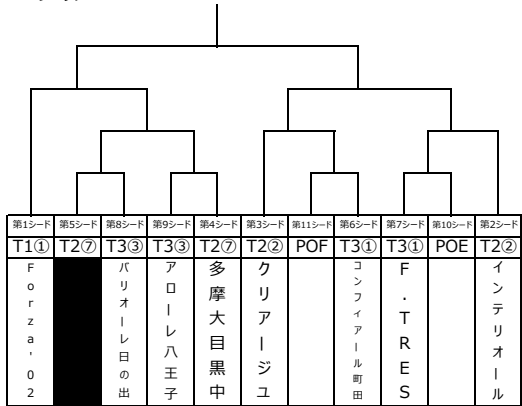 第1シード 第5シード 第8シード 第9シード 第4シード 第3シード 第11シード 第6シード 第7シード 第10シード 第2シード
T1① T2⑦ T3③ T3③ T2⑦ T2② POF T3① T3① POE T2②
Forza'02
バリオーレ日の出
アローレ八王子
多摩大目黒中
クリアージュ
コンフィアール町田
F.TRES
インテリオール